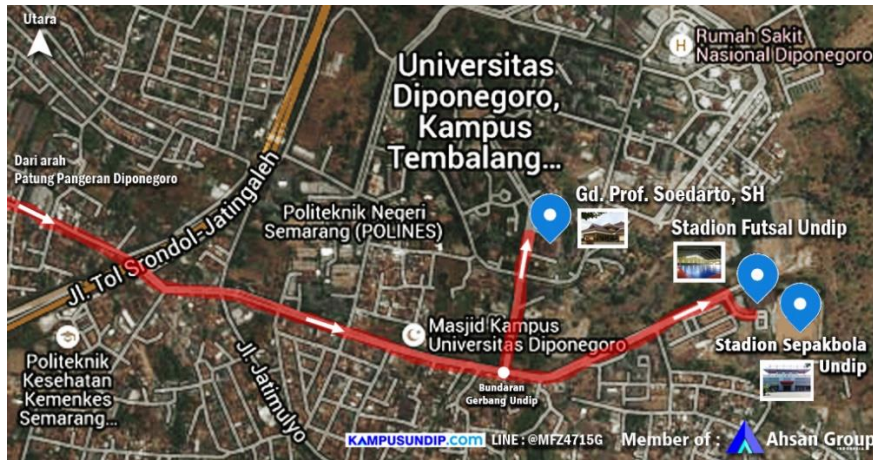 Utara
Rumah Sakit
Nasional Diponegoro
H
Universitas
Diponegoro,
Kampus
Tembalang...
Dari arah
Patung Pangeran Diponegoro
Jl. Tol Srondol-Jatingaleh
Politeknik Negeri
Semarang (POLINES)
Gd. Prof. Soedarto, SH
Stadion Futsal Undip
Masjid Kampus
Universitas Diponegoro
Stadion Sepakbola
Undip
Politeknik
Kesehatan
Kemenkes
Semarang...
Jl. Jatimulyo
Bundaran
Gerbang Undip
KAMPUSUNDIP.com LINE : @MFZ4715G Member of : Ahsan Group